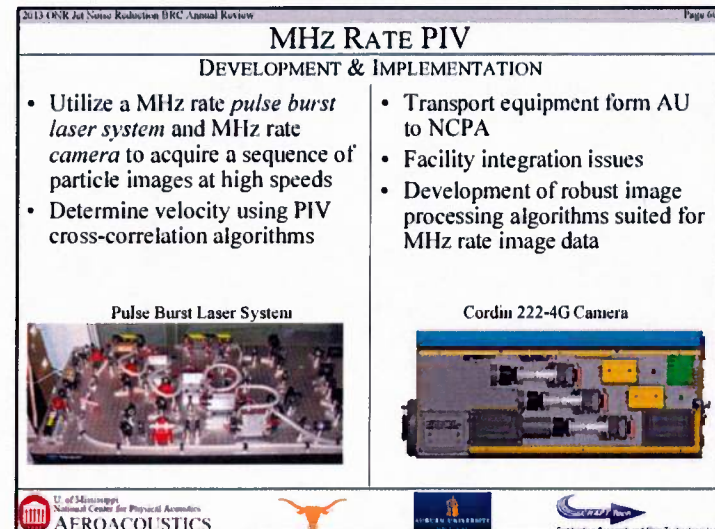 2013 ONR Jet Noise Reduction BRC Annual Review
MHZ RATE PIV
DEVELOPMENT & IMPLEMENTATION
• Utilize a MHz rate pulse burst
laser system and MHz rate
camera to acquire a sequence of
particle images at high speeds
• Determine velocity using PIV
cross-correlation algorithms
Pulse Burst Laser System
• Transport equipment form AU
to NCPA
• Facility integration issues
• Development of robust image
processing algorithms suited for
MHz rate image data
Cordin 222-4G Camera
U. of Mississippi
National Center for Physical Acoustics
AEROACOUSTICS
AUBURN UNIVERSITY